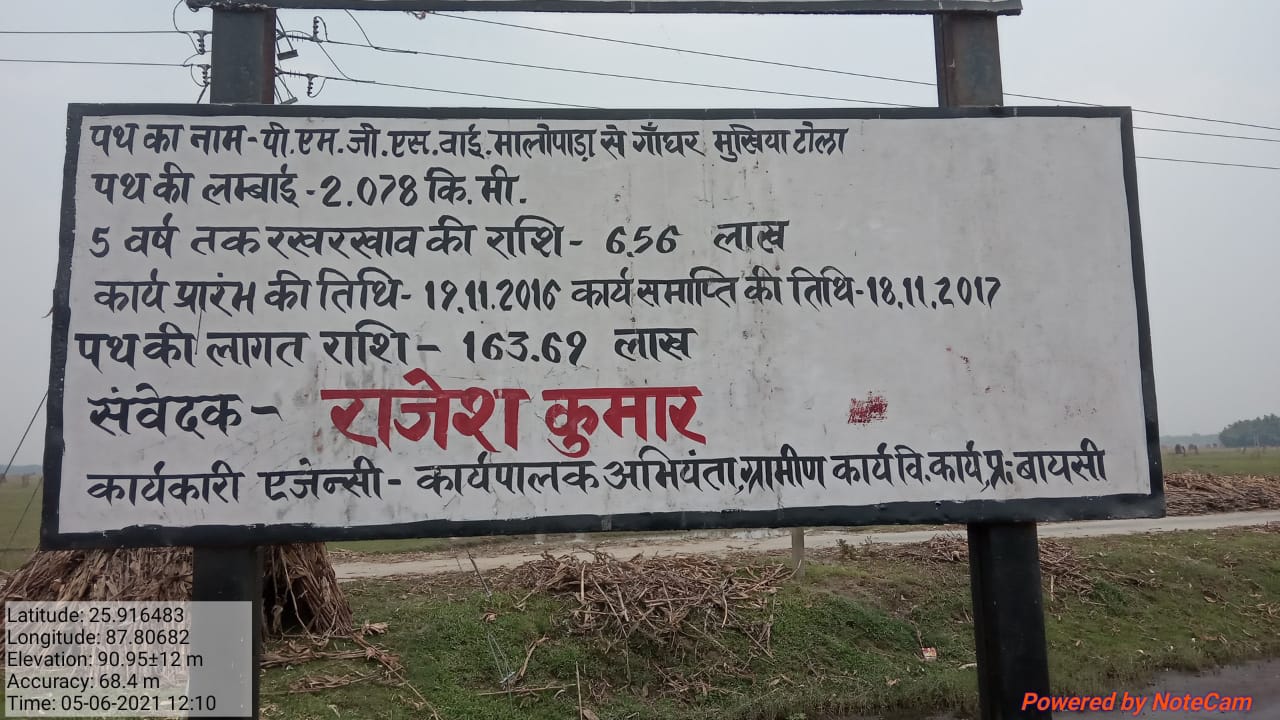 पथ का नाम-पी.एम.जी.एस.वाई.मालोपाड़ा से गाँघर मुखिया टोला
पथ की लम्बाई -2.078 कि.मी.
5 वर्ष तक रखरखाव की राशि- 6.56 लाख
कार्य प्रारंभ की तिथि- 19.11.2016 कार्य समाप्ति की तिथि-18.11.2017
पथ की लागत राशि- 163.69 लाख
संवेदक- राजेश कुमार
कार्यकारी एजेन्सी- कार्यपालक अभियंता,ग्रामीण कार्य वि.कार्य,प्र:बायसी
Latitude: 25.916483
Longitude: 87.80682
Elevation: 90.95±12 m
Accuracy: 68.4 m
Time: 05-06-2021 12:10
Powered by NoteCam